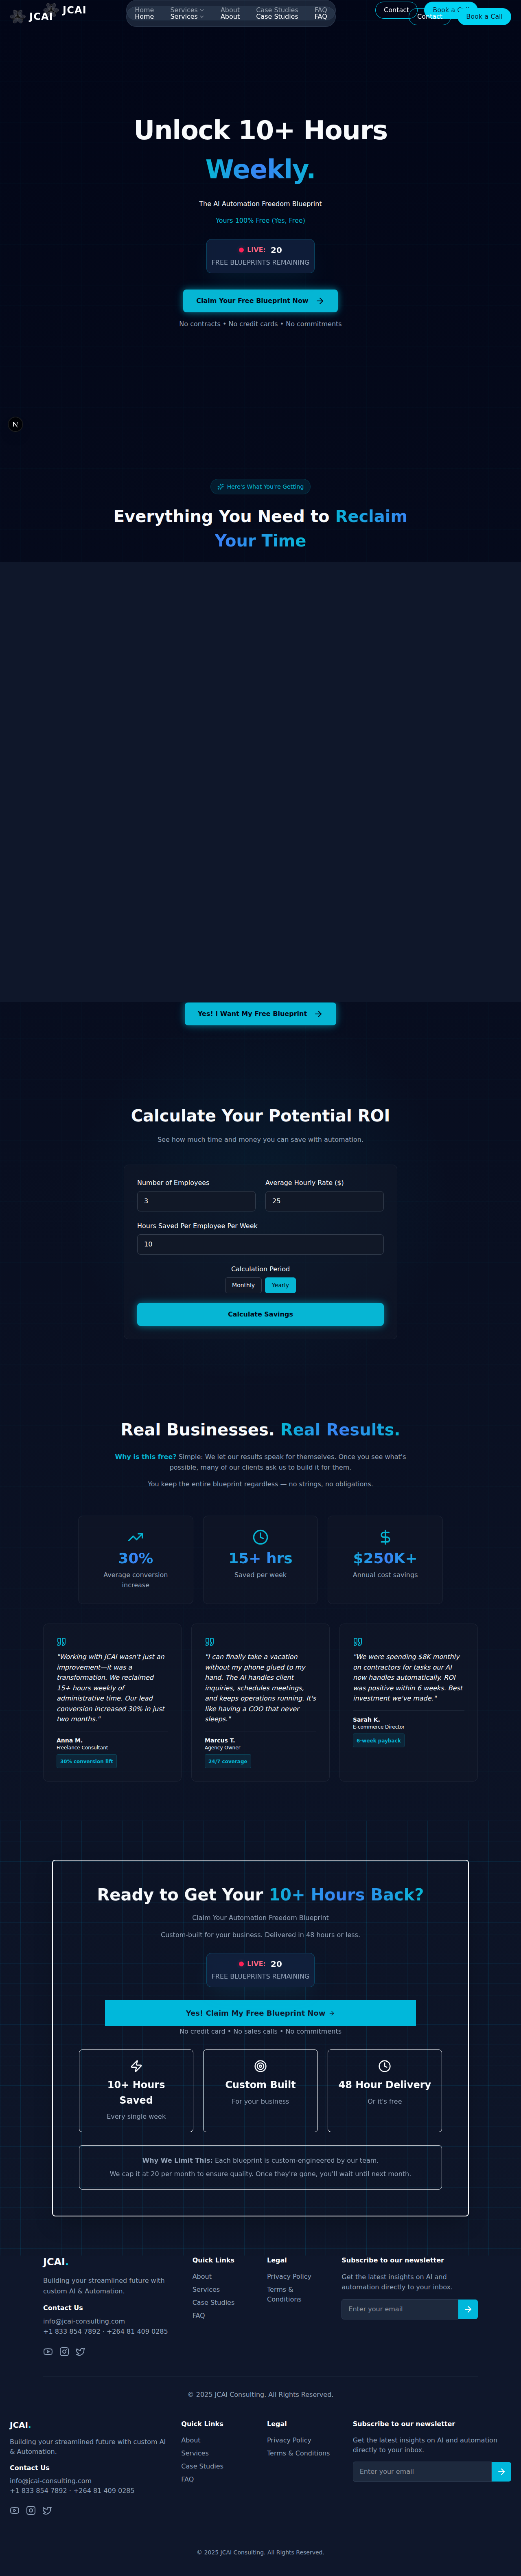 JCAI
Home Services About Case Studies FAQ
Contact Book a Call
JCAI
Home Services About Case Studies FAQ
Contact Book a Call
Unlock 10+ Hours
Weekly.
The AI Automation Freedom Blueprint
Yours 100% Free (Yes, Free)
LIVE: 20
FREE BLUEPRINTS REMAINING
Claim Your Free Blueprint Now
No contracts • No credit cards • No commitments
N
Here's What You're Getting
Everything You Need to Reclaim
Your Time
Yes! I Want My Free Blueprint
Calculate Your Potential ROI
See how much time and money you can save with automation.
Number of Employees
3
Average Hourly Rate ($)
25
Hours Saved Per Employee Per Week
10
Calculation Period
Monthly Yearly
Calculate Savings
Real Businesses. Real Results.
Why is this free? Simple: We let our results speak for themselves. Once you see what's
possible, many of our clients ask us to build it for them.
You keep the entire blueprint regardless — no strings, no obligations.
30%
Average conversion
increase
15+ hrs
Saved per week
$250K+
Annual cost savings
"Working with JCAI wasn't just an
improvement—it was a
transformation. We reclaimed
15+ hours weekly of
administrative time. Our lead
conversion increased 30% in just
two months."
Anna M.
Freelance Consultant
30% conversion lift
"I can finally take a vacation
without my phone glued to my
hand. The AI handles client
inquiries, schedules meetings,
and keeps operations running. It's
like having a COO that never
sleeps."
Marcus T.
Agency Owner
24/7 coverage
"We were spending $8K monthly
on contractors for tasks our AI
now handles automatically. ROI
was positive within 6 weeks. Best
investment we've made."
Sarah K.
E-commerce Director
6-week payback
Ready to Get Your 10+ Hours Back?
Claim Your Automation Freedom Blueprint
Custom-built for your business. Delivered in 48 hours or less.
LIVE: 20
FREE BLUEPRINTS REMAINING
Yes! Claim My Free Blueprint Now →
No credit card • No sales calls • No commitments
10+ Hours
Saved
Every single week
Custom Built
For your business
48 Hour Delivery
Or it's free
Why We Limit This: Each blueprint is custom-engineered by our team.
We cap it at 20 per month to ensure quality. Once they're gone, you'll wait until next month.
JCAI.
Building your streamlined future with
custom AI & Automation.
Contact Us
info@jcai-consulting.com
+1 833 854 7892 · +264 81 409 0285
Quick Links
About
Services
Case Studies
FAQ
Legal
Privacy Policy
Terms &
Conditions
Subscribe to our newsletter
Get the latest insights on AI and
automation directly to your inbox.
Enter your email
© 2025 JCAI Consulting. All Rights Reserved.
JCAI.
Building your streamlined future with custom AI
& Automation.
Contact Us
info@jcai-consulting.com
+1 833 854 7892 · +264 81 409 0285
Quick Links
About
Services
Case Studies
FAQ
Legal
Privacy Policy
Terms & Conditions
Subscribe to our newsletter
Get the latest insights on AI and automation
directly to your inbox.
Enter your email
© 2025 JCAI Consulting. All Rights Reserved.